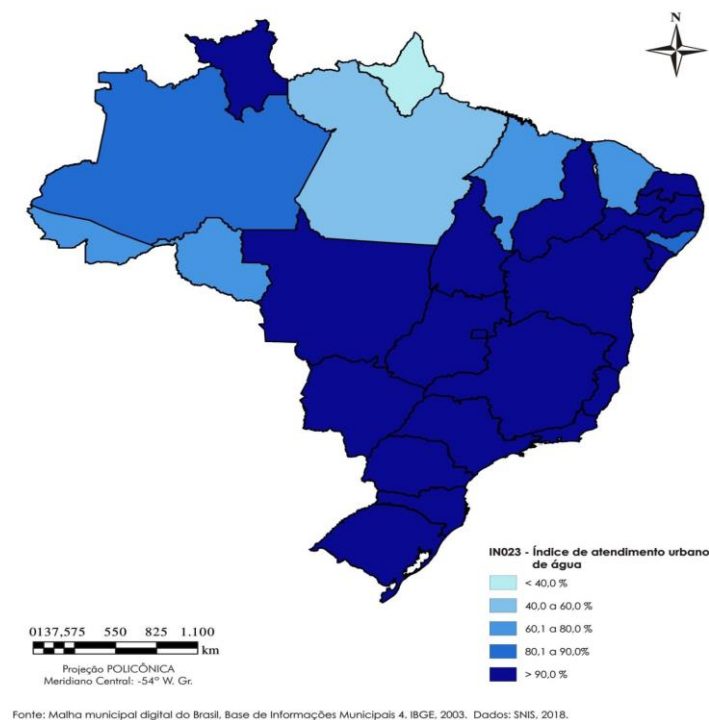 N
IN023 - Índice de atendimento urbano
de água
< 40,0 %
40,0 a 60,0 %
60,1 a 80,0 %
80,1 a 90,0%
> 90,0 %
0137,575 550 825 1.100
km
Projeção POLICÔNICA
Meridiano Central: -54° W. Gr.
Fonte: Malha municipal digital do Brasil, Base de Informações Municipais 4. IBGE, 2003. Dados: SNIS, 2018.